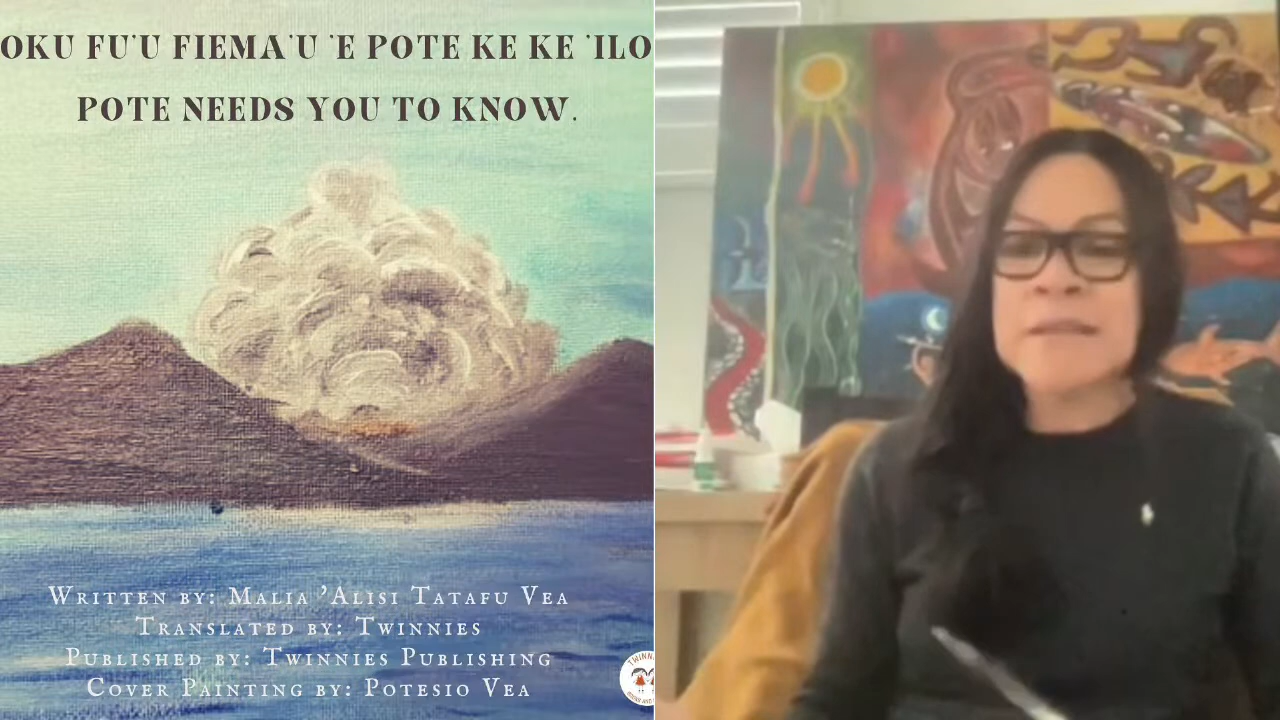 OKU FU'U FIEMA'U 'E POTE KE KE 'ILO
POTE NEEDS YOU TO KNOW.
Written by: Malia 'Alisi Tatafu Vea
Translated by: Twinnies
Published by: Twinnies Publishing
Cover Painting by: Potesio Vea